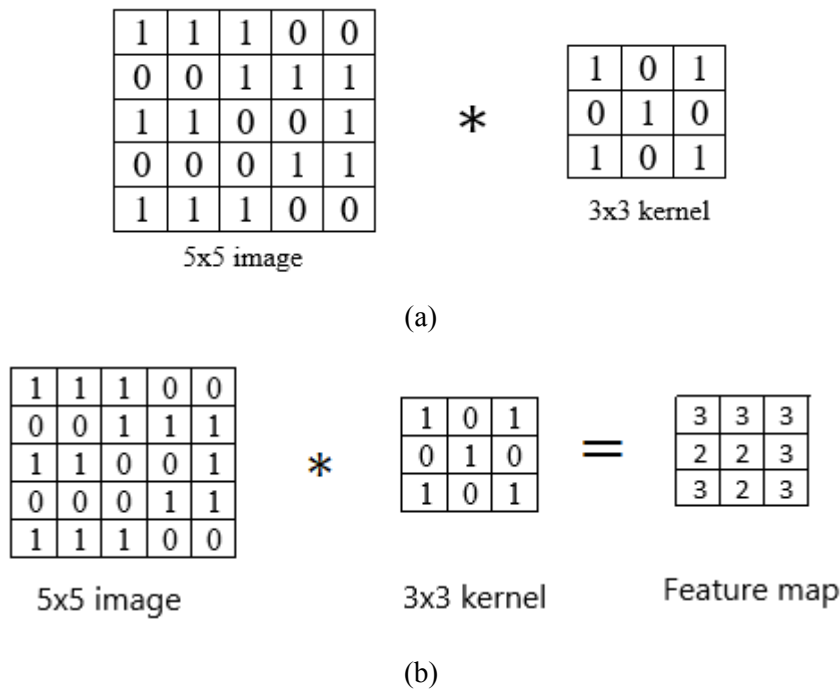 1 1 1 0 0
0 0 1 1 1
1 1 0 0 1
0 0 0 1 1
1 1 1 0 0
5x5 image
*
1 0 1
0 1 0
1 0 1
3x3 kernel
(a)
1 1 1 0 0
0 0 1 1 1
1 1 0 0 1
0 0 0 1 1
1 1 1 0 0
5x5 image
*
1 0 1
0 1 0
1 0 1
3x3 kernel
=
3 3 3
2 2 3
3 2 3
Feature map
(b)